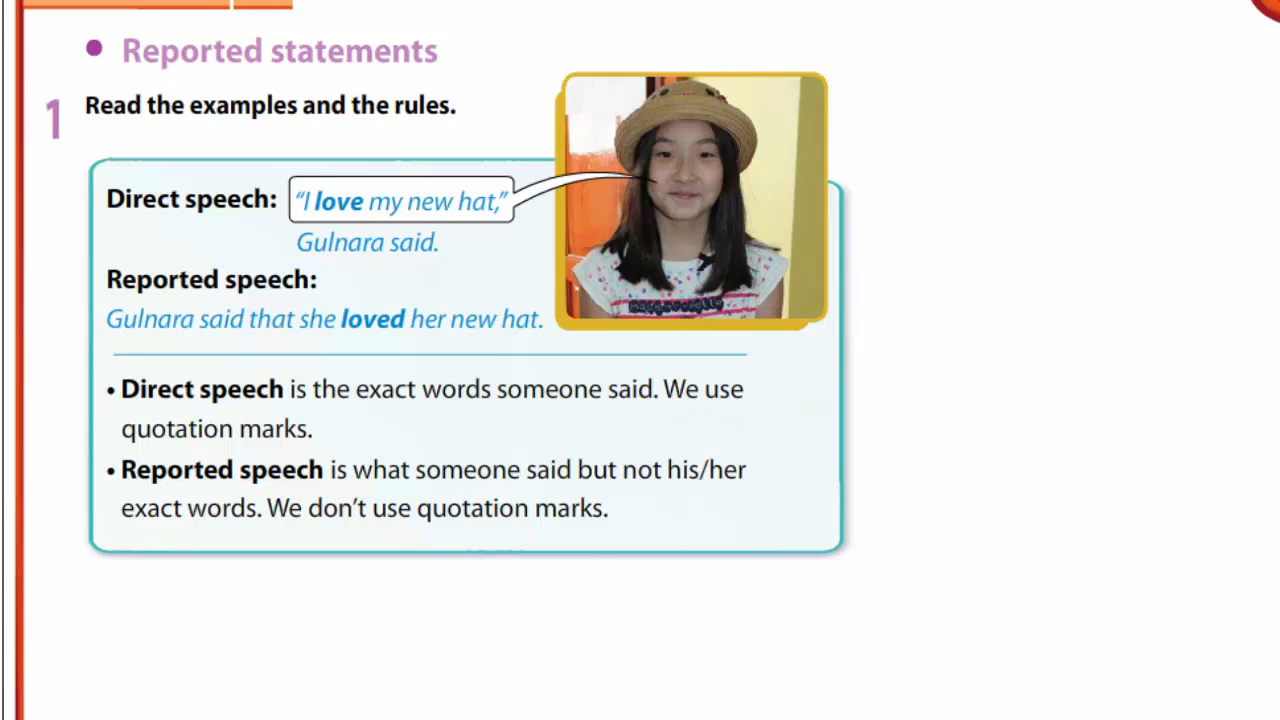 • Reported statements
1 Read the examples and the rules.
Direct speech: “I love my new hat,”
Gulnara said.
Reported speech:
Gulnara said that she loved her new hat.
• Direct speech is the exact words someone said. We use
quotation marks.
• Reported speech is what someone said but not his/her
exact words. We don’t use quotation marks.